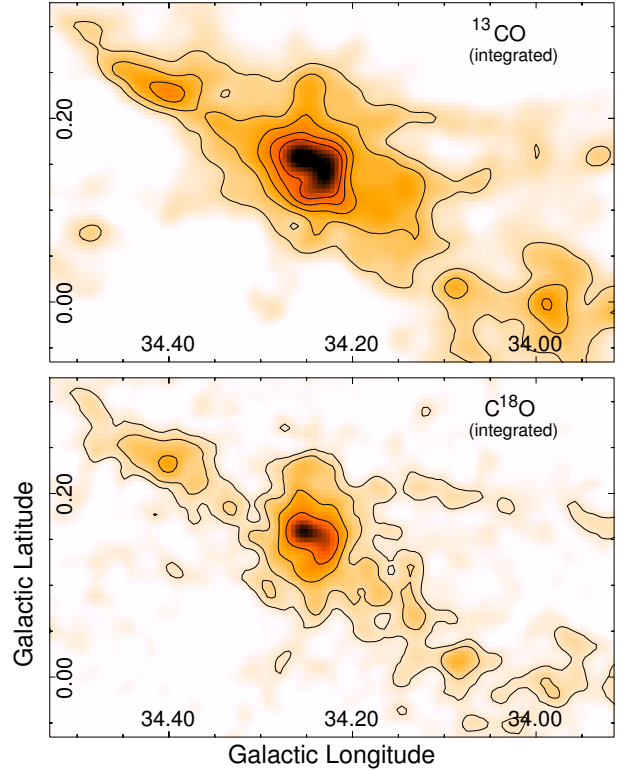 ¹³CO
(integrated)
0.20
0.00
34.40 34.20 34.00
C¹⁸O
(integrated)
0.20
0.00
34.40 34.20 34.00
Galactic Latitude
Galactic Longitude